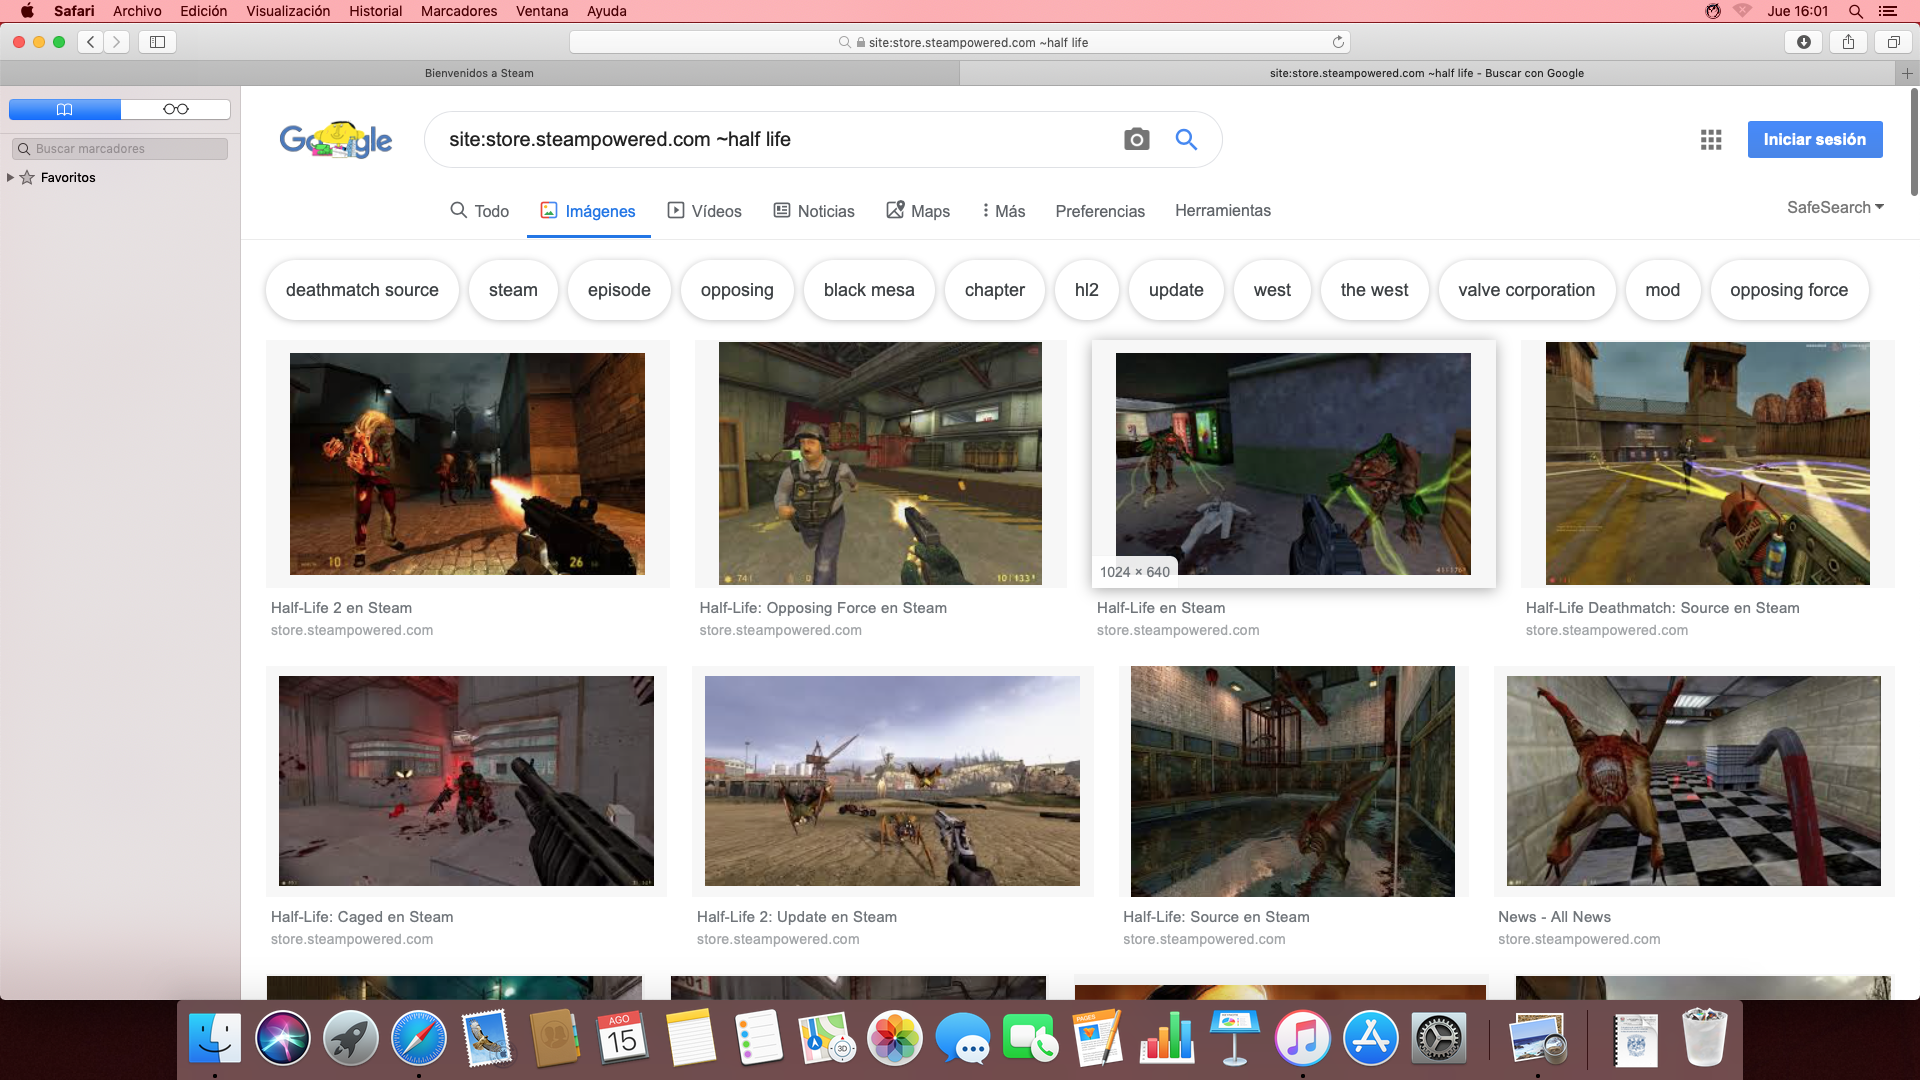 Safari Archivo Edición Visualización Historial Marcadores Ventana Ayuda Jue 16:01
site:store.steampowered.com ~half life
Bienvenidos a Steam
site:store.steampowered.com ~half life - Buscar con Google
Buscar marcadores
Favoritos
Google
site:store.steampowered.com ~half life
Iniciar sesión
Todo Imágenes Vídeos Noticias Maps Más Preferencias Herramientas
SafeSearch
deathmatch source steam episode opposing black mesa chapter hl2 update west the west valve corporation mod opposing force
10 26
1024 × 640
Half-Life 2 en Steam
store.steampowered.com
Half-Life: Opposing Force en Steam
store.steampowered.com
Half-Life en Steam
store.steampowered.com
Half-Life Deathmatch: Source en Steam
store.steampowered.com
Half-Life: Caged en Steam
store.steampowered.com
Half-Life 2: Update en Steam
store.steampowered.com
Half-Life: Source en Steam
store.steampowered.com
News - All News
store.steampowered.com
AGO
15
3D
PAGES